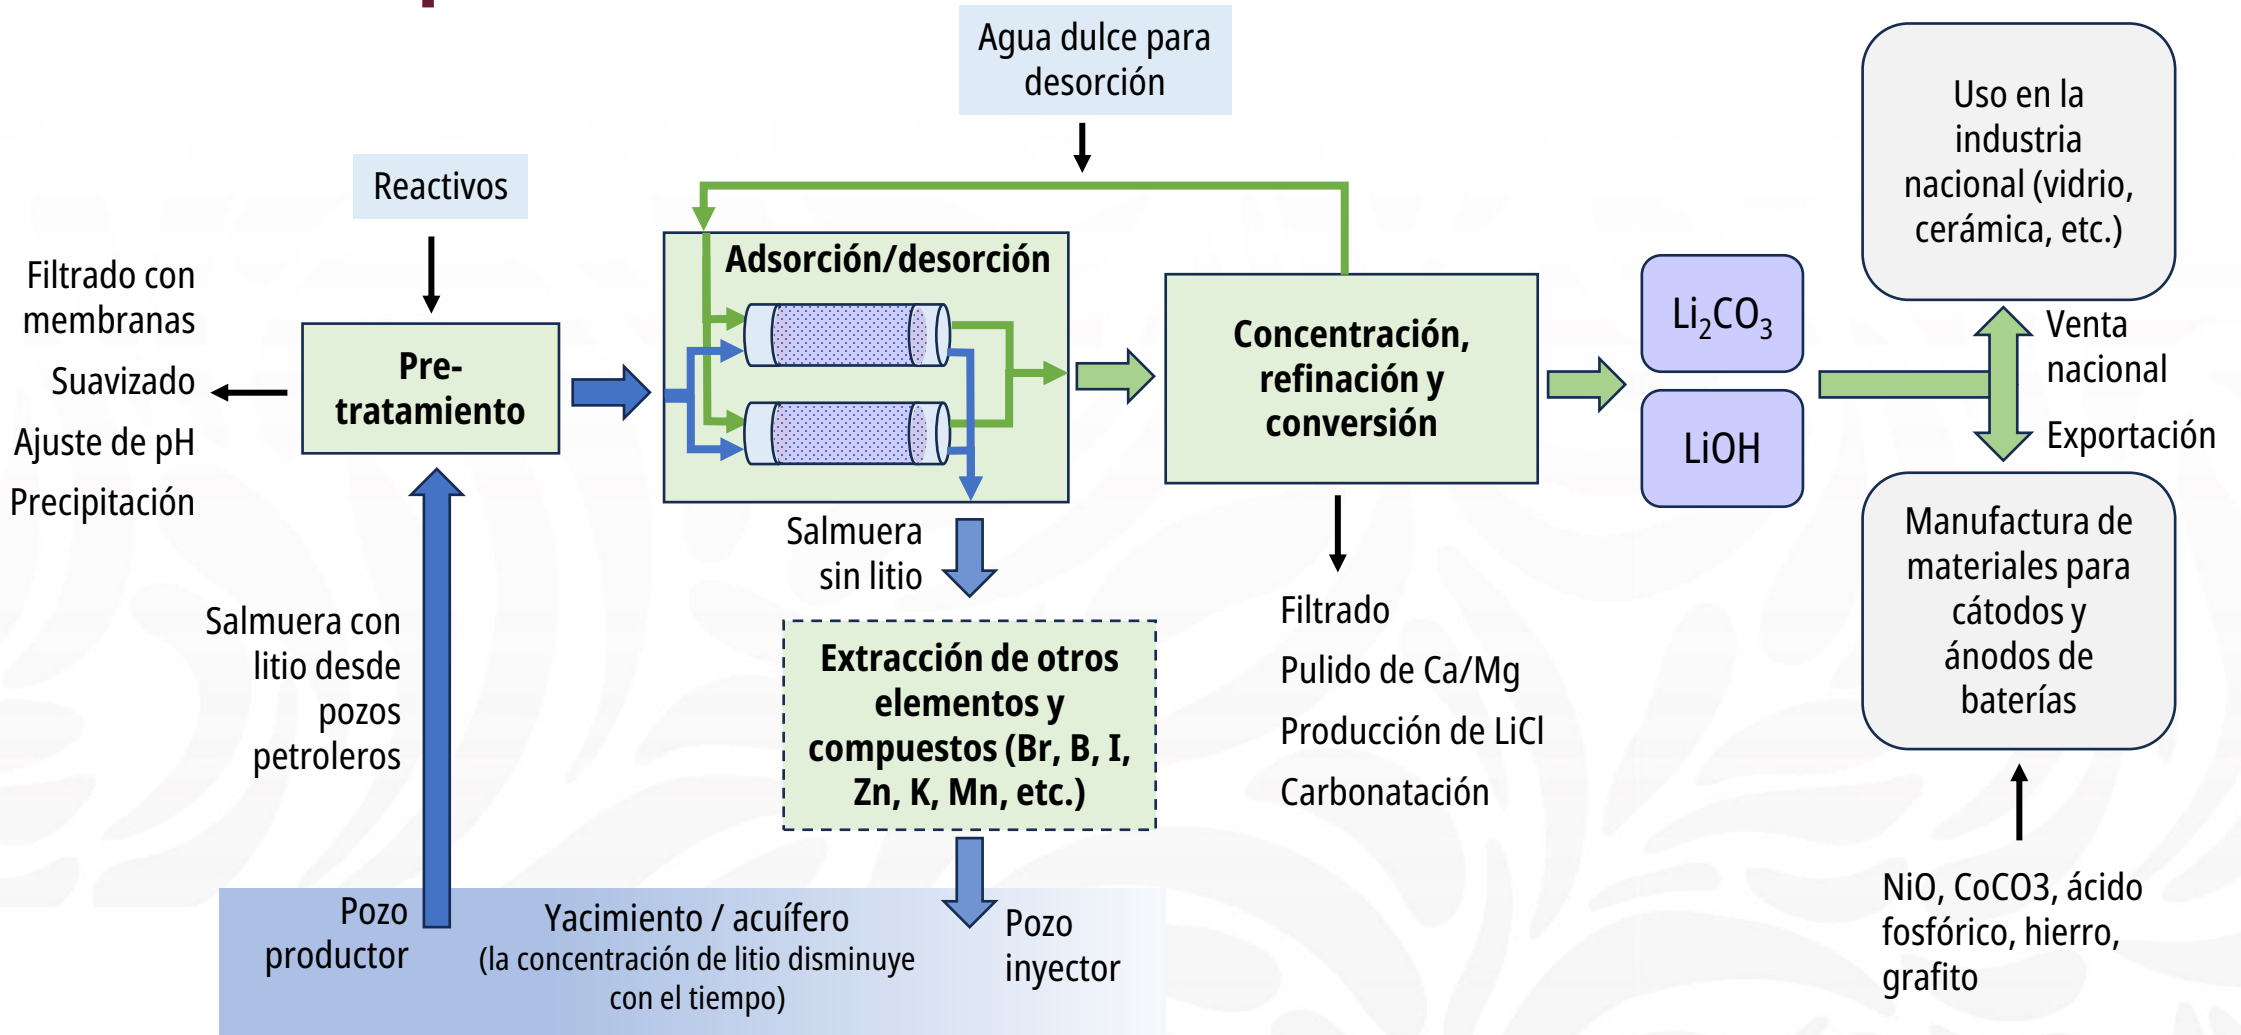 Agua dulce para
desorción
Reactivos
Filtrado con
membranas
Suavizado
Ajuste de pH
Precipitación
Pre-
tratamiento
Adsorción/desorción
Concentración,
refinación y
conversión
Li₂CO₃
LiOH
Uso en la
industria
nacional (vidrio,
cerámica, etc.)
Venta
nacional
Exportación
Manufactura de
materiales para
cátodos y
ánodos de
baterías
NiO, CoCO3, ácido
fosfórico, hierro,
grafito
Salmuera
sin litio
Salmuera con
litio desde
pozos
petroleros
Extracción de otros
elementos y
compuestos (Br, B, I,
Zn, K, Mn, etc.)
Filtrado
Pulido de Ca/Mg
Producción de LiCl
Carbonatación
Pozo
productor
Yacimiento / acuífero
(la concentración de litio disminuye
con el tiempo)
Pozo
inyector